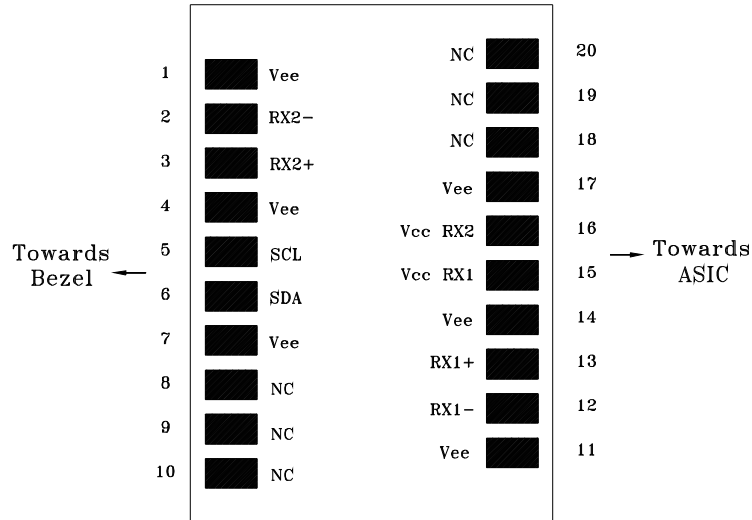 1 Vee
2 RX2-
3 RX2+
4 Vee
5 SCL
6 SDA
7 Vee
8 NC
9 NC
10 NC
Towards
Bezel
NC 20
NC 19
NC 18
Vee 17
Vcc RX2 16
Vcc RX1 15
Vee 14
RX1+ 13
RX1- 12
Vee 11
Towards
ASIC